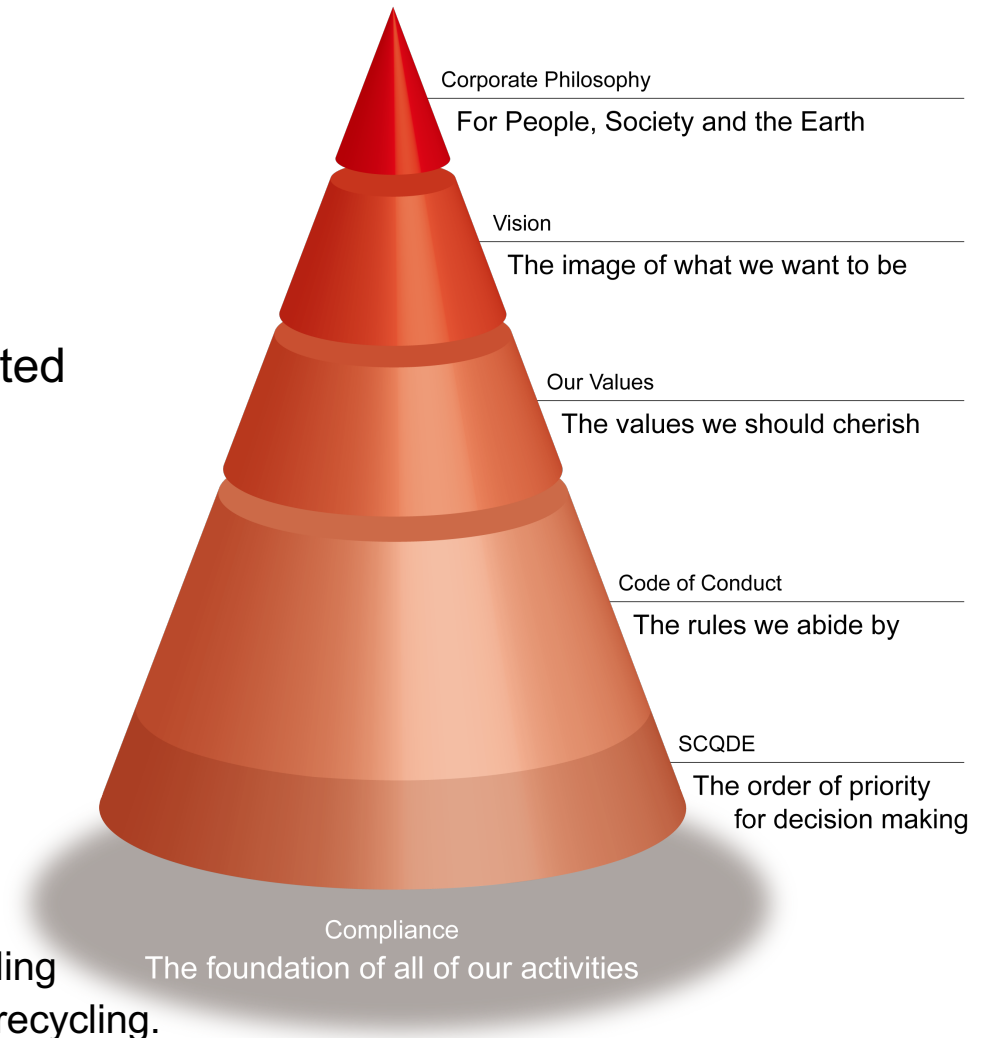 Corporate Philosophy
For People, Society and the Earth
Vision
The image of what we want to be
ted
Our Values
The values we should cherish
Code of Conduct
The rules we abide by
SCQDE
The order of priority
for decision making
Compliance
The foundation of all of our activities
ling
recycling.